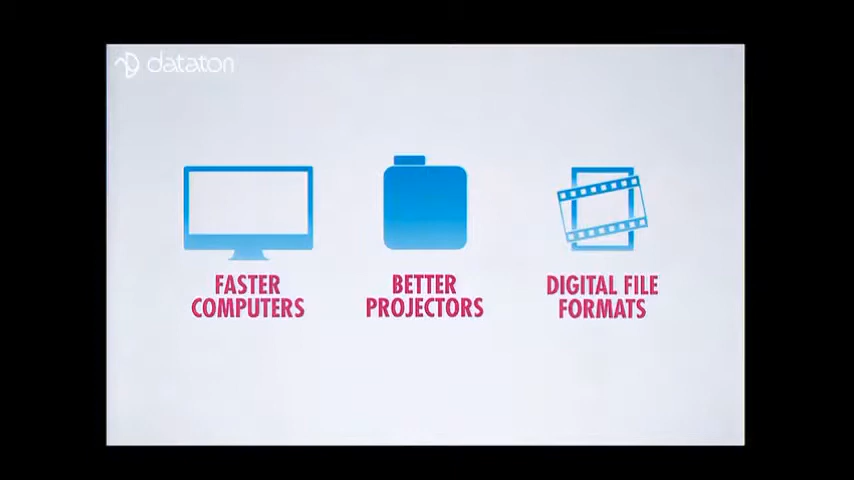 dataton
FASTER
COMPUTERS
BETTER
PROJECTORS
DIGITAL FILE
FORMATS